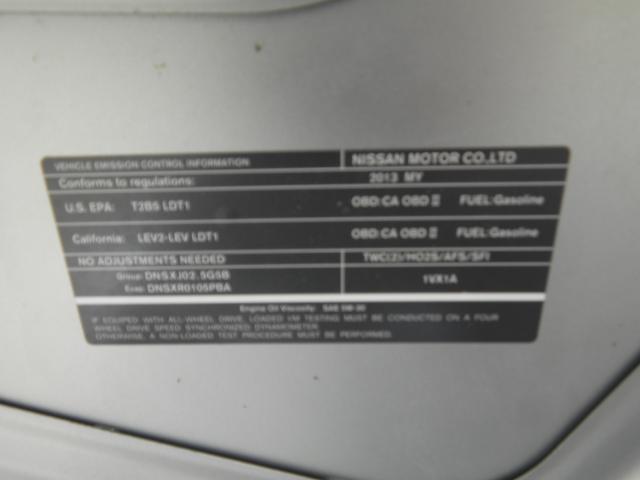 VEHICLE EMISSION CONTROL INFORMATION NISSAN MOTOR CO.,LTD
Conforms to regulations: 2013 MY
U.S. EPA: T2B5 LDT1 OBD:CA OBD II FUEL:Gasoline
California: LEV2-LEV LDT1 OBD:CA OBD II FUEL:Gasoline
NO ADJUSTMENTS NEEDED TWC(2)/HO2S/AFS/SFI
Group: DNSXJ02.5G5B 1VX1A
Evap: DNSXR0105PBA
Engine Oil Viscosity: SAE 0W-20
IF EQUIPPED WITH ALL-WHEEL DRIVE, LOADED I/M TESTING MUST BE CONDUCTED ON A FOUR
WHEEL DRIVE SPEED SYNCHRONIZED DYNAMOMETER.
OTHERWISE, A NON-LOADED TEST PROCEDURE MUST BE PERFORMED.